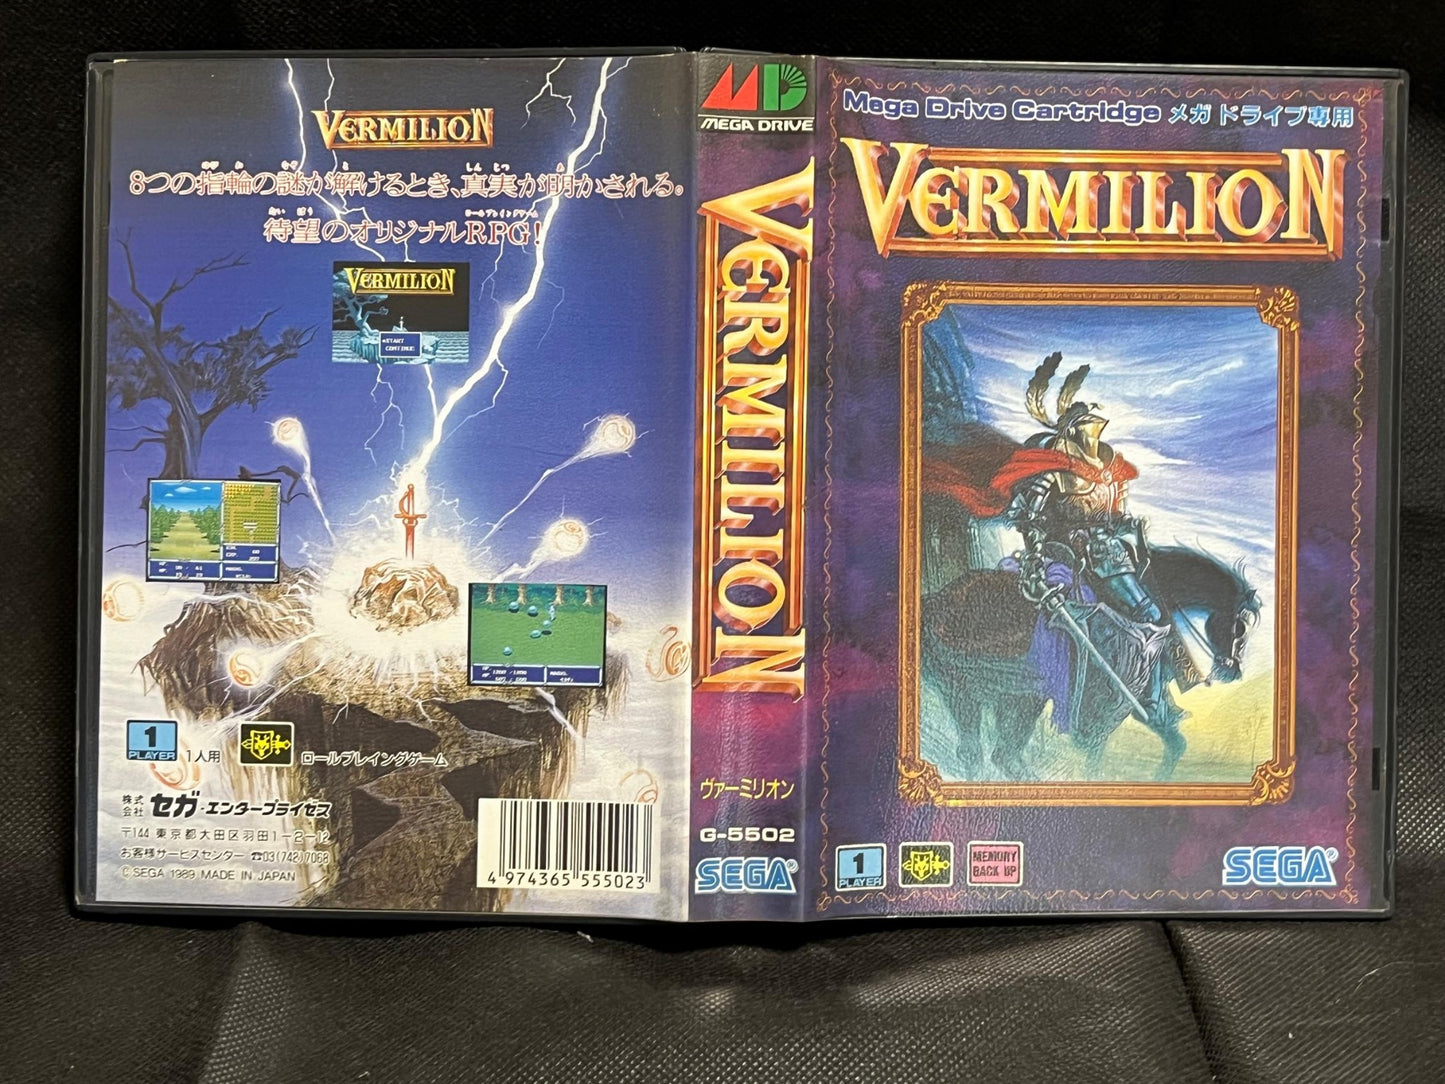 VERMILION
8つの指輪の謎が解けるとき、真実が明かされる。
待望のオリジナルRPG!
VERMILION
START
CONTINUE
1
PLAYER
1人用
ロールプレイングゲーム
株式会社 セガ・エンタープライゼス
〒144 東京都大田区羽田1-2-12
お客様サービスセンター ☎03(742)7068
© SEGA 1989 MADE IN JAPAN
4 974365 555023
MEGA DRIVE
VERMILION
ヴァーミリオン
G-5502
SEGA®
Mega Drive Cartridge メガドライブ専用
VERMILION
1
PLAYER
MEMORY
BACK UP
SEGA®